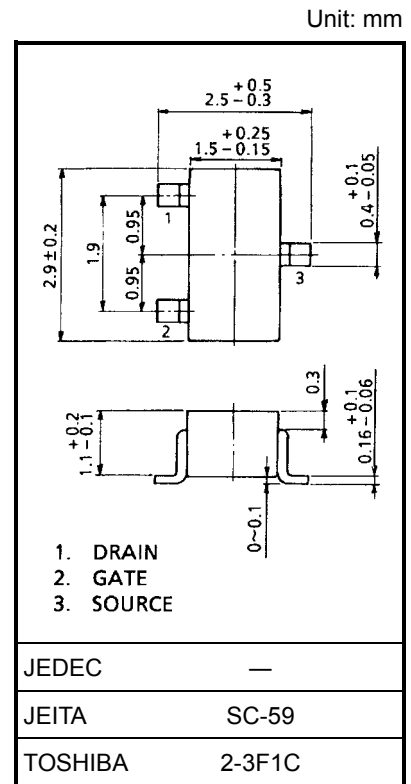 Unit: mm
+0.5
2.5-0.3
+0.25
1.5-0.15
+0.1
0.4-0.05
2.9±0.2
1.9
0.95
0.95
1
2
3
+0.2
1.1-0.1
0.3
+0.1
0.16-0.06
0~0.1
1. DRAIN
2. GATE
3. SOURCE
JEDEC —
JEITA SC-59
TOSHIBA 2-3F1C